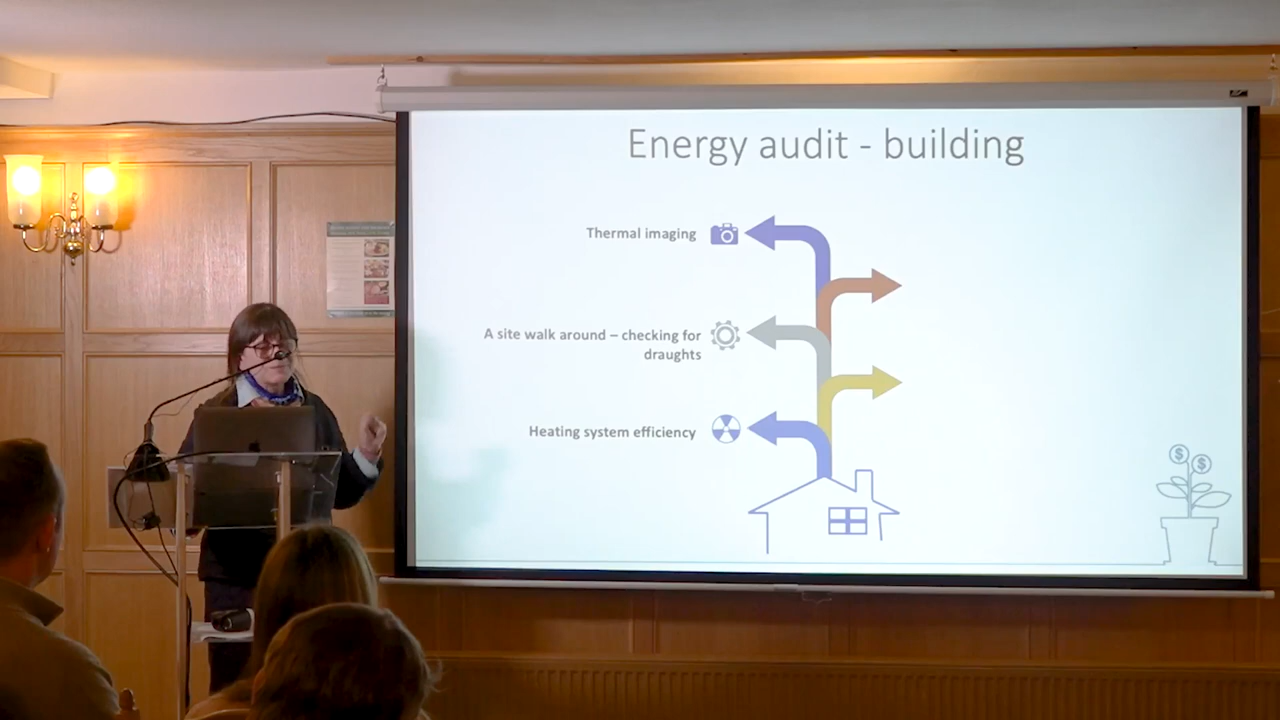 Energy audit - building
Thermal imaging
A site walk around – checking for
draughts
Heating system efficiency
$
$